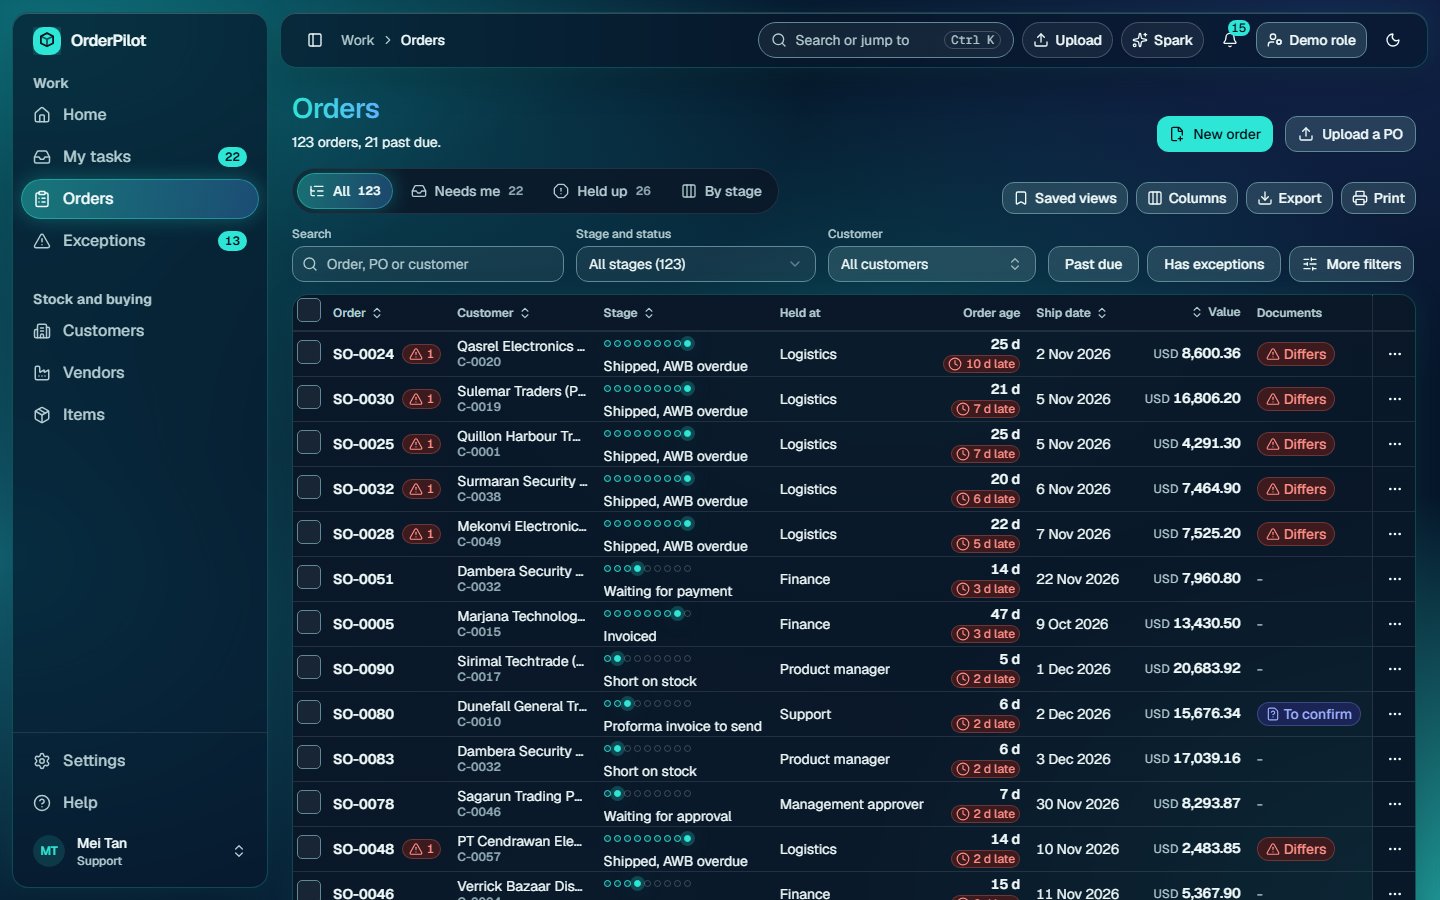 OrderPilot
Work
Home
My tasks 22
Orders
Exceptions 13
Stock and buying
Customers
Vendors
Items
Settings
Help
MT
Mei Tan
Support
Work > Orders
Search or jump to Ctrl K
Upload
Spark
15
Demo role
Orders
123 orders, 21 past due.
New order
Upload a PO
All 123
Needs me 22
Held up 26
By stage
Saved views
Columns
Export
Print
Search
Stage and status
Customer
Order, PO or customer
All stages (123)
All customers
Past due
Has exceptions
More filters
Order Customer Stage Held at Order age Ship date Value Documents
SO-0024 1 Qasrel Electronics ... C-0020 Shipped, AWB overdue Logistics 25 d 10 d late 2 Nov 2026 USD 8,600.36 Differs
SO-0030 1 Sulemar Traders (P... C-0019 Shipped, AWB overdue Logistics 21 d 7 d late 5 Nov 2026 USD 16,806.20 Differs
SO-0025 1 Quillon Harbour Tr... C-0001 Shipped, AWB overdue Logistics 25 d 7 d late 5 Nov 2026 USD 4,291.30 Differs
SO-0032 1 Surmaran Security ... C-0038 Shipped, AWB overdue Logistics 20 d 6 d late 6 Nov 2026 USD 7,464.90 Differs
SO-0028 1 Mekonvi Electronic... C-0049 Shipped, AWB overdue Logistics 22 d 5 d late 7 Nov 2026 USD 7,525.20 Differs
SO-0051 Dambera Security ... C-0032 Waiting for payment Finance 14 d 3 d late 22 Nov 2026 USD 7,960.80 -
SO-0005 Marjana Technolog... C-0015 Invoiced Finance 47 d 3 d late 9 Oct 2026 USD 13,430.50 -
SO-0090 Sirimal Techtrade (... C-0017 Short on stock Product manager 5 d 2 d late 1 Dec 2026 USD 20,683.92 -
SO-0080 Dunefall General Tr... C-0010 Proforma invoice to send Support 6 d 2 d late 2 Dec 2026 USD 15,676.34 To confirm
SO-0083 Dambera Security ... C-0032 Short on stock Product manager 6 d 2 d late 3 Dec 2026 USD 17,039.16 -
SO-0078 Sagarun Trading P... C-0046 Waiting for approval Management approver 7 d 2 d late 30 Nov 2026 USD 8,293.87 -
SO-0048 1 PT Cendrawan Ele... C-0057 Shipped, AWB overdue Logistics 14 d 2 d late 10 Nov 2026 USD 2,483.85 Differs
SO-0046 Verrick Bazaar Dis... Finance 15 d 11 Nov 2026 USD 5,367.90 -